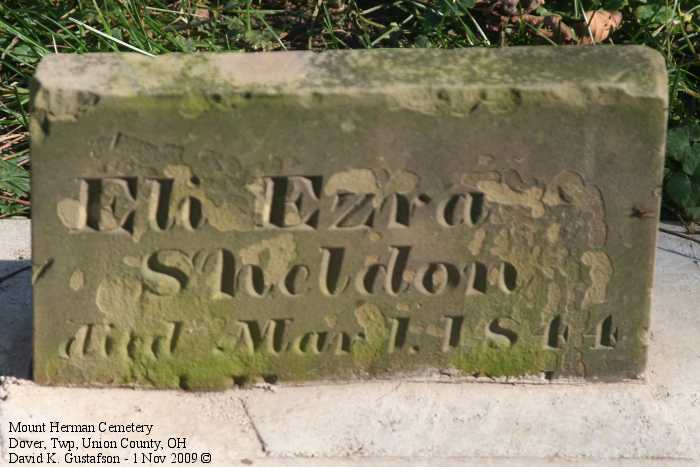 Eli Ezra
Sheldon
died Mar 1. 1844
Mount Herman Cemetery
Dover, Twp, Union County, OH
David K. Gustafson - 1 Nov 2009 ©